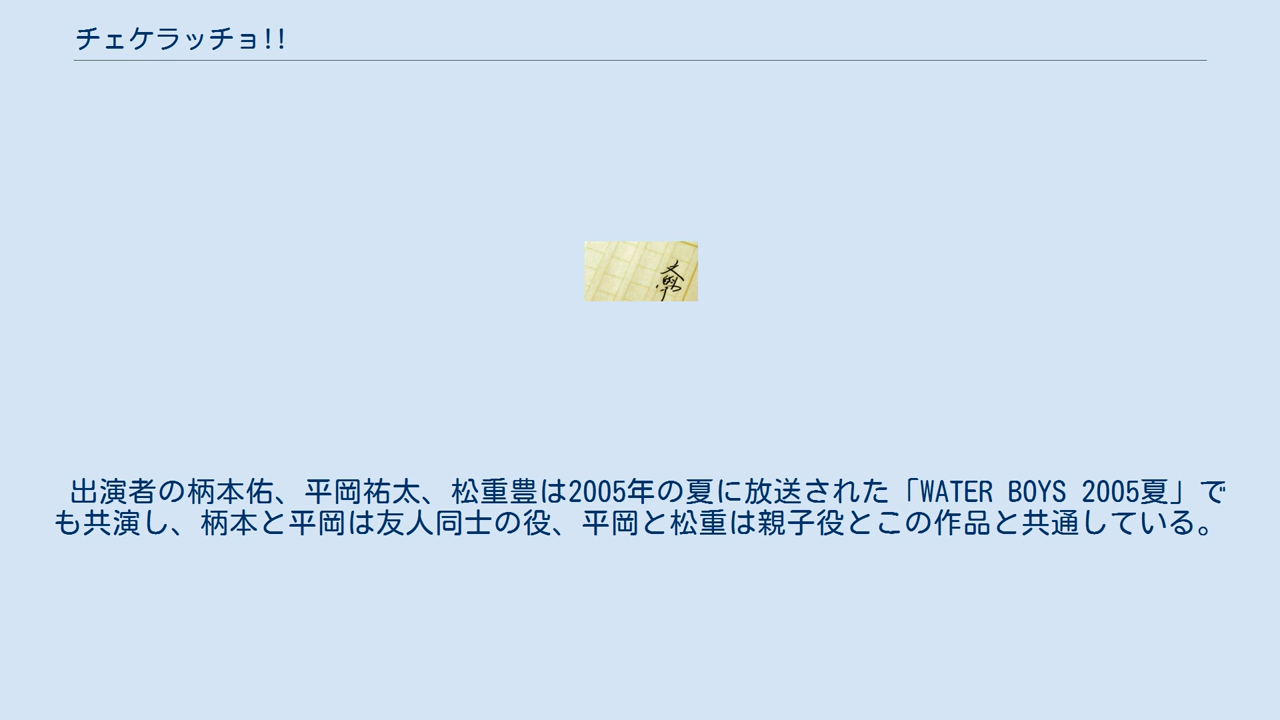 チェケラッチョ!!
出演者の柄本佑、平岡祐太、松重豊は2005年の夏に放送された「WATER BOYS 2005夏」で
も共演し、柄本と平岡は友人同士の役、平岡と松重は親子役とこの作品と共通している。